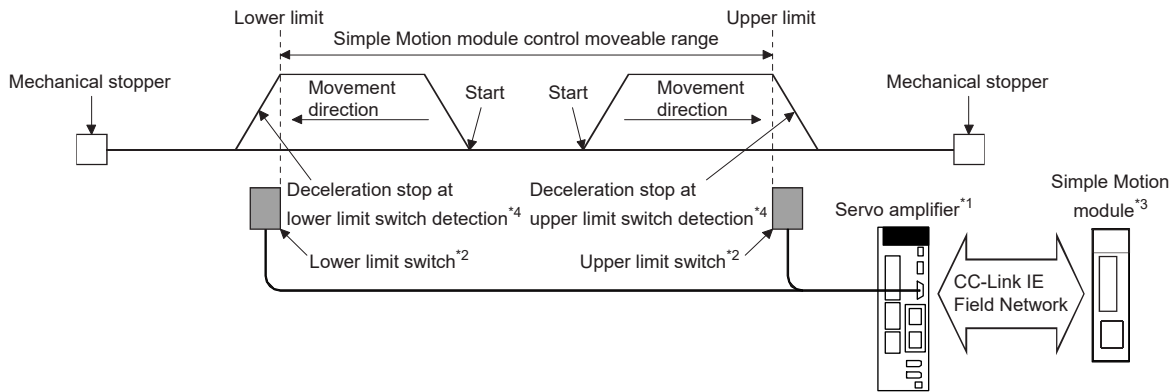 Lower limit
Upper limit
Simple Motion module control moveable range
Mechanical stopper
Movement
direction
Start
Start
Movement
direction
Mechanical stopper
Deceleration stop at
lower limit switch detection*4
Deceleration stop at
upper limit switch detection*4
Servo amplifier*1
Simple Motion
module*3
Lower limit switch*2
Upper limit switch*2
CC-Link IE
Field Network